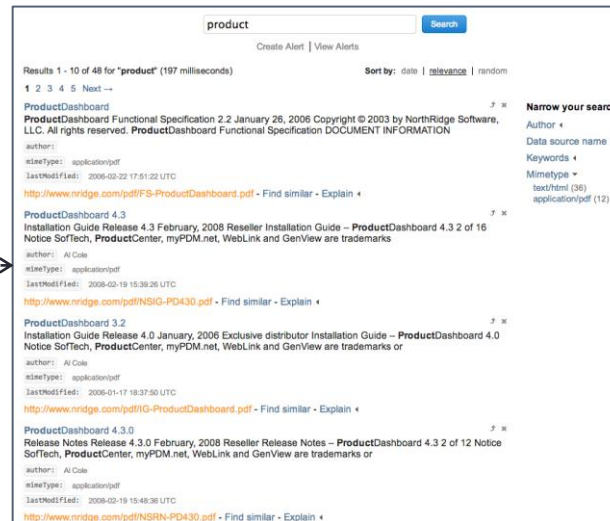 product
Search
Create Alert | View Alerts
Results 1 - 10 of 48 for "product" (197 milliseconds)
Sort by: date | relevance | random
1 2 3 4 5 Next →
ProductDashboard
ProductDashboard Functional Specification 2.2 January 26, 2006 Copyright © 2003 by NorthRidge Software,
LLC. All rights reserved. ProductDashboard Functional Specification DOCUMENT INFORMATION
author:
mimeType: application/pdf
lastModified: 2006-02-22 17:51:22 UTC
http://www.nridge.com/pdf/FS-ProductDashboard.pdf - Find similar - Explain
ProductDashboard 4.3
Installation Guide Release 4.3 February, 2008 Reseller Installation Guide – ProductDashboard 4.3 2 of 16
Notice SofTech, ProductCenter, myPDM.net, WebLink and GenView are trademarks
author: Al Cole
mimeType: application/pdf
lastModified: 2008-02-19 15:39:26 UTC
http://www.nridge.com/pdf/NSIG-PD430.pdf - Find similar - Explain
ProductDashboard 3.2
Installation Guide Release 4.0 January, 2006 Exclusive distributor Installation Guide – ProductDashboard 4.0
Notice SofTech, ProductCenter, myPDM.net, WebLink and GenView are trademarks or
author: Al Cole
mimeType: application/pdf
lastModified: 2006-01-17 18:37:50 UTC
http://www.nridge.com/pdf/IG-ProductDashboard.pdf - Find similar - Explain
ProductDashboard 4.3.0
Release Notes Release 4.3.0 February, 2008 Reseller Release Notes – ProductDashboard 4.3 2 of 12 Notice
SofTech, ProductCenter, myPDM.net, WebLink and GenView are trademarks or
author: Al Cole
mimeType: application/pdf
lastModified: 2008-02-19 15:48:36 UTC
http://www.nridge.com/pdf/NSRN-PD430.pdf - Find similar - Explain
Narrow your searc
Author
Data source name
Keywords
Mimetype
text/html (36)
application/pdf (12)